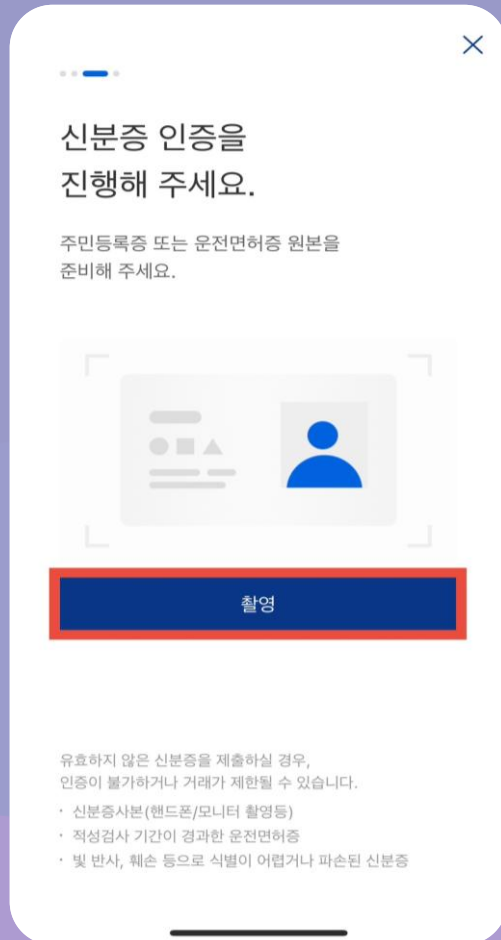 신분증 인증을
진행해 주세요.
주민등록증 또는 운전면허증 원본을
준비해 주세요.
촬영
유효하지 않은 신분증을 제출하실 경우,
인증이 불가하거나 거래가 제한될 수 있습니다.
· 신분증사본(핸드폰/모니터 촬영등)
· 적성검사 기간이 경과한 운전면허증
· 빛 반사, 훼손 등으로 식별이 어렵거나 파손된 신분증